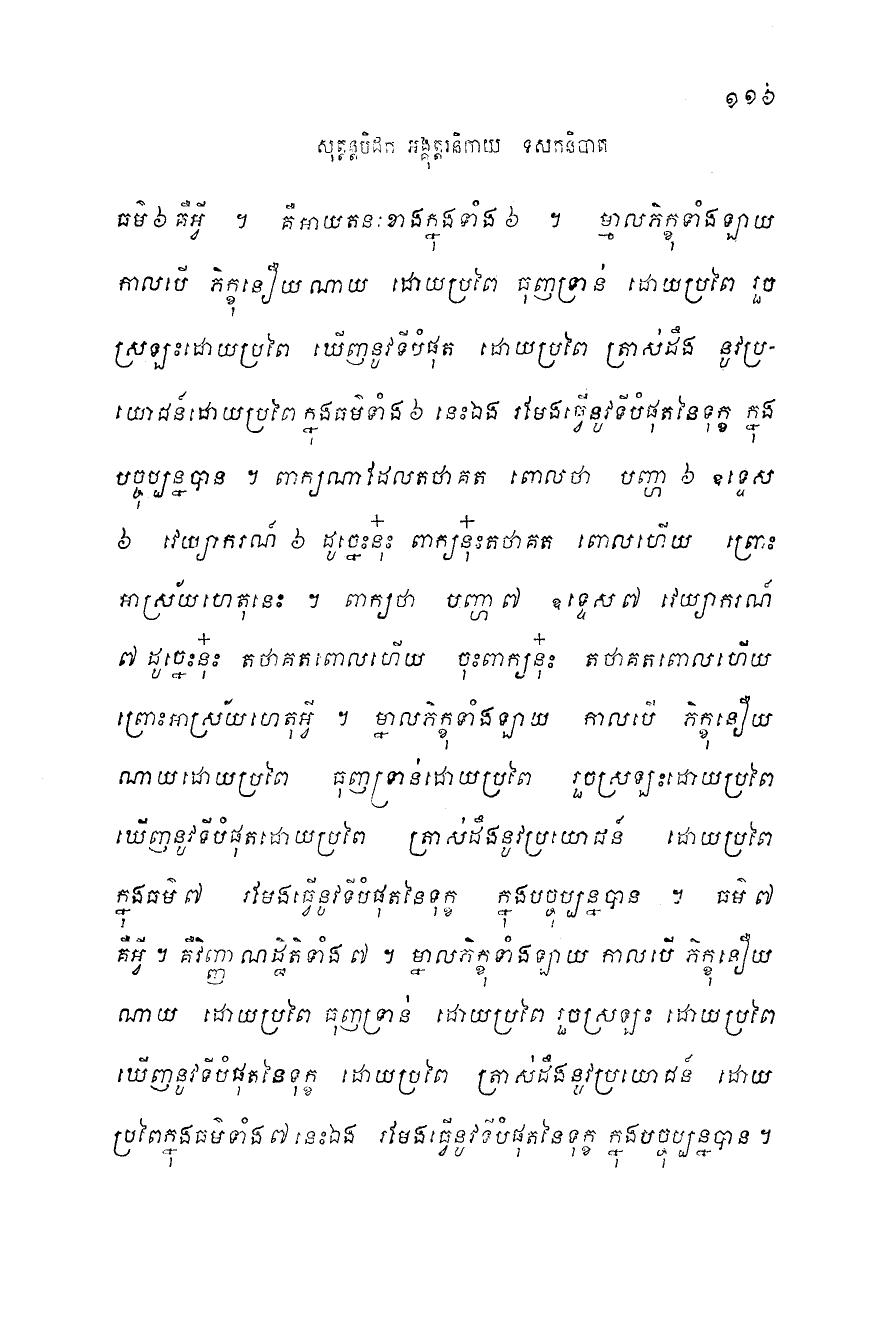 ១១៦
សុត្តន្តបិដក អង្គុត្តរនិកាយ ទសកនិបាត
ធម៌ ៦ គឺអ្វី ។ គឺអាយតនៈខាងក្នុងទាំង ៦ ។ ម្នាលភិក្ខុទាំងឡាយ
កាលបើ ភិក្ខុនឿយណាយ ដោយប្រពៃ ធុញទ្រាន់ ដោយប្រពៃ រួច
ស្រឡះដោយប្រពៃ ឃើញនូវទីបំផុត ដោយប្រពៃ ត្រាស់ដឹង នូវប្រ-
យោជន៍ដោយប្រពៃ ក្នុងធម៌ទាំង ៦ នេះឯង រមែងធ្វើនូវទីបំផុតនៃទុក្ខ ក្នុង
បច្ចុប្បន្នបាន ។ ពាក្យណាដែលតថាគត ពោលថា បញ្ហា ៦ ឧទ្ទេស
៦ វេយ្យាករណ៍ ៦ ដូច្នេះនុ៎ះ ពាក្យនុ៎ះតថាគត ពោលហើយ ព្រោះ
អាស្រ័យហេតុនេះ ។ ពាក្យថា បញ្ហា ៧ ឧទ្ទេស ៧ វេយ្យាករណ៍
៧ ដូច្នេះនុ៎ះ តថាគតពោលហើយ ចុះពាក្យនុ៎ះ តថាគតពោលហើយ
ព្រោះអាស្រ័យហេតុអ្វី ។ ម្នាលភិក្ខុទាំងឡាយ កាលបើ ភិក្ខុនឿយ
ណាយដោយប្រពៃ ធុញទ្រាន់ដោយប្រពៃ រួចស្រឡះដោយប្រពៃ
ឃើញនូវទីបំផុតដោយប្រពៃ ត្រាស់ដឹងនូវប្រយោជន៍ ដោយប្រពៃ
ក្នុងធម៌ ៧ រមែងធ្វើនូវទីបំផុតនៃទុក្ខ ក្នុងបច្ចុប្បន្នបាន ។ ធម៌ ៧
គឺអ្វី ។ គឺវិញ្ញាណដ្ឋិតិទាំង ៧ ។ ម្នាលភិក្ខុទាំងឡាយ កាលបើ ភិក្ខុនឿយ
ណាយ ដោយប្រពៃ ធុញទ្រាន់ ដោយប្រពៃ រួចស្រឡះ ដោយប្រពៃ
ឃើញនូវទីបំផុតនៃទុក្ខ ដោយប្រពៃ ត្រាស់ដឹងនូវប្រយោជន៍ ដោយ
ប្រពៃក្នុងធម៌ទាំង ៧ នេះឯង រមែងធ្វើនូវទីបំផុតនៃទុក្ខ ក្នុងបច្ចុប្បន្នបាន ។